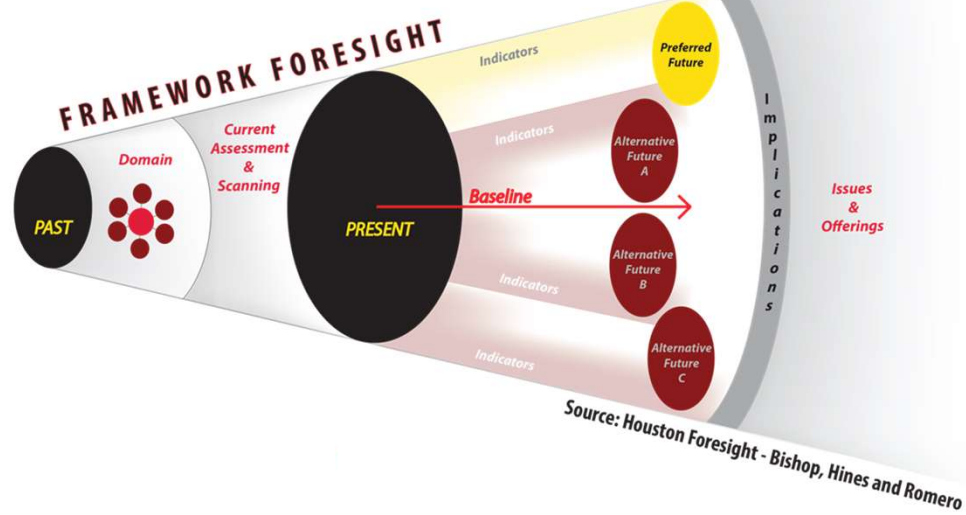 FRAMEWORK FORESIGHT
PAST
Domain
Current
Assessment
&
Scanning
PRESENT
Indicators
Preferred
Future
Indicators
Alternative
Future
A
Baseline
Indicators
Alternative
Future
B
Indicators
Alternative
Future
C
Implications
Issues
&
Offerings
Source: Houston Foresight - Bishop, Hines and Romero